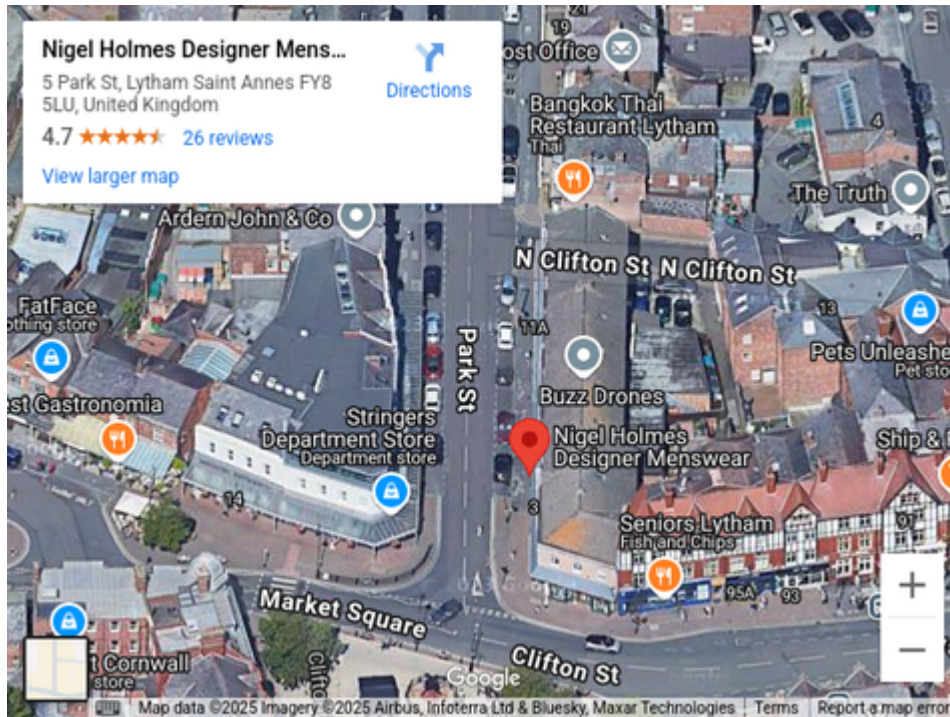 Nigel Holmes Designer Mens...
5 Park St, Lytham Saint Annes FY8
5LU, United Kingdom
4.7
26 reviews
View larger map
Directions
19
21
ost Office
Bangkok Thai
Restaurant Lytham
Thai
4
The Truth
Ardern John & Co
N Clifton St N Clifton St
FatFace
othing store
11A
13
Park St
Pets Unleashe
Pet sto
Buzz Drones
st Gastronomia
Stringers
Department Store
Department store
Nigel Holmes
Designer Menswear
Ship &
14
3
Seniors Lytham
Fish and Chips
97
95A
93
Market Square
Clifton St
t Cornwall
store
Clifto
Google
Map data ©2025 Imagery ©2025 Airbus, Infoterra Ltd & Bluesky, Maxar Technologies
Terms
Report a map error